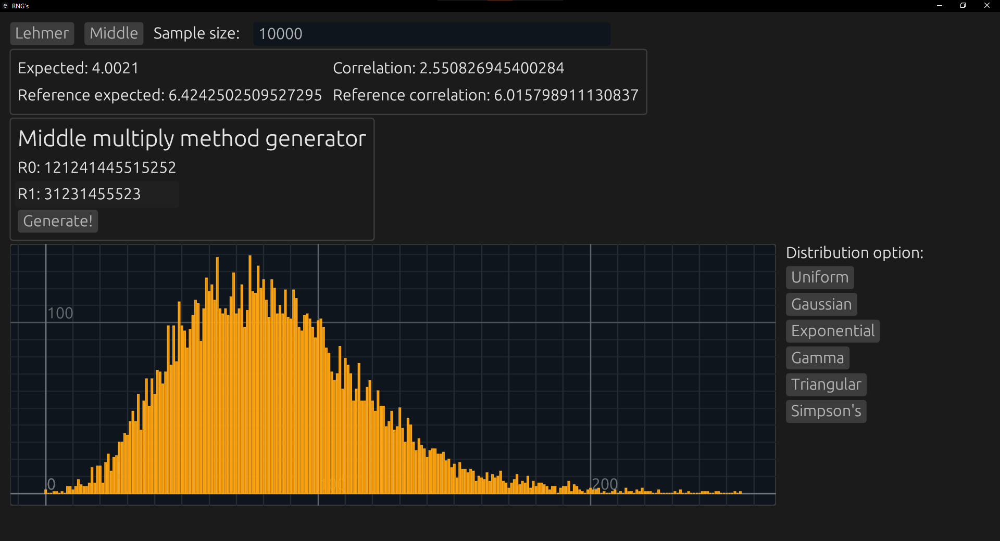 e RNG's
Lehmer Middle Sample size: 10000
Expected: 4.0021 Correlation: 2.550826945400284
Reference expected: 6.4242502509527295 Reference correlation: 6.015798911130837
Middle multiply method generator
R0: 121241445515252
R1: 31231455523
Generate!
Distribution option:
Uniform
Gaussian
Exponential
Gamma
Triangular
Simpson's
100
0 100 200